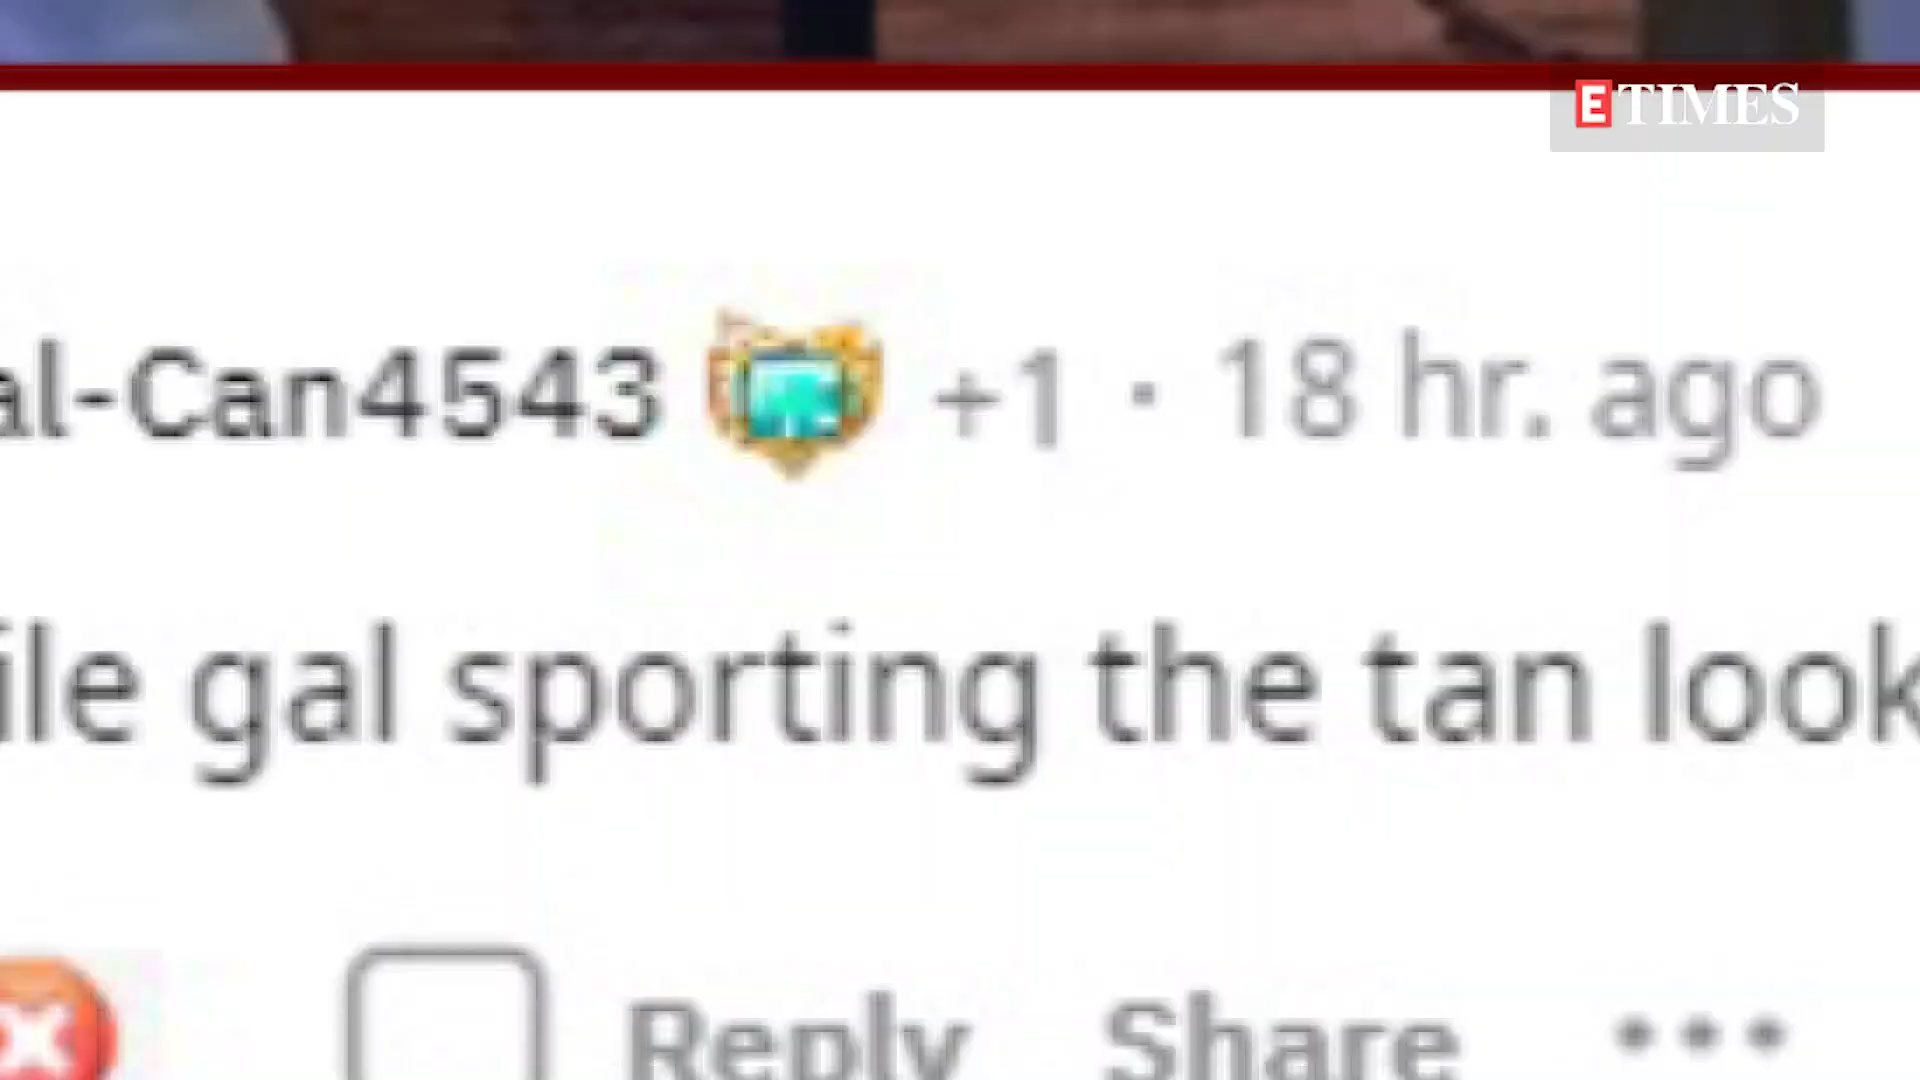 ETIMES
al-Can4543 +1 · 18 hr. ago
ile gal sporting the tan look
Reply Share